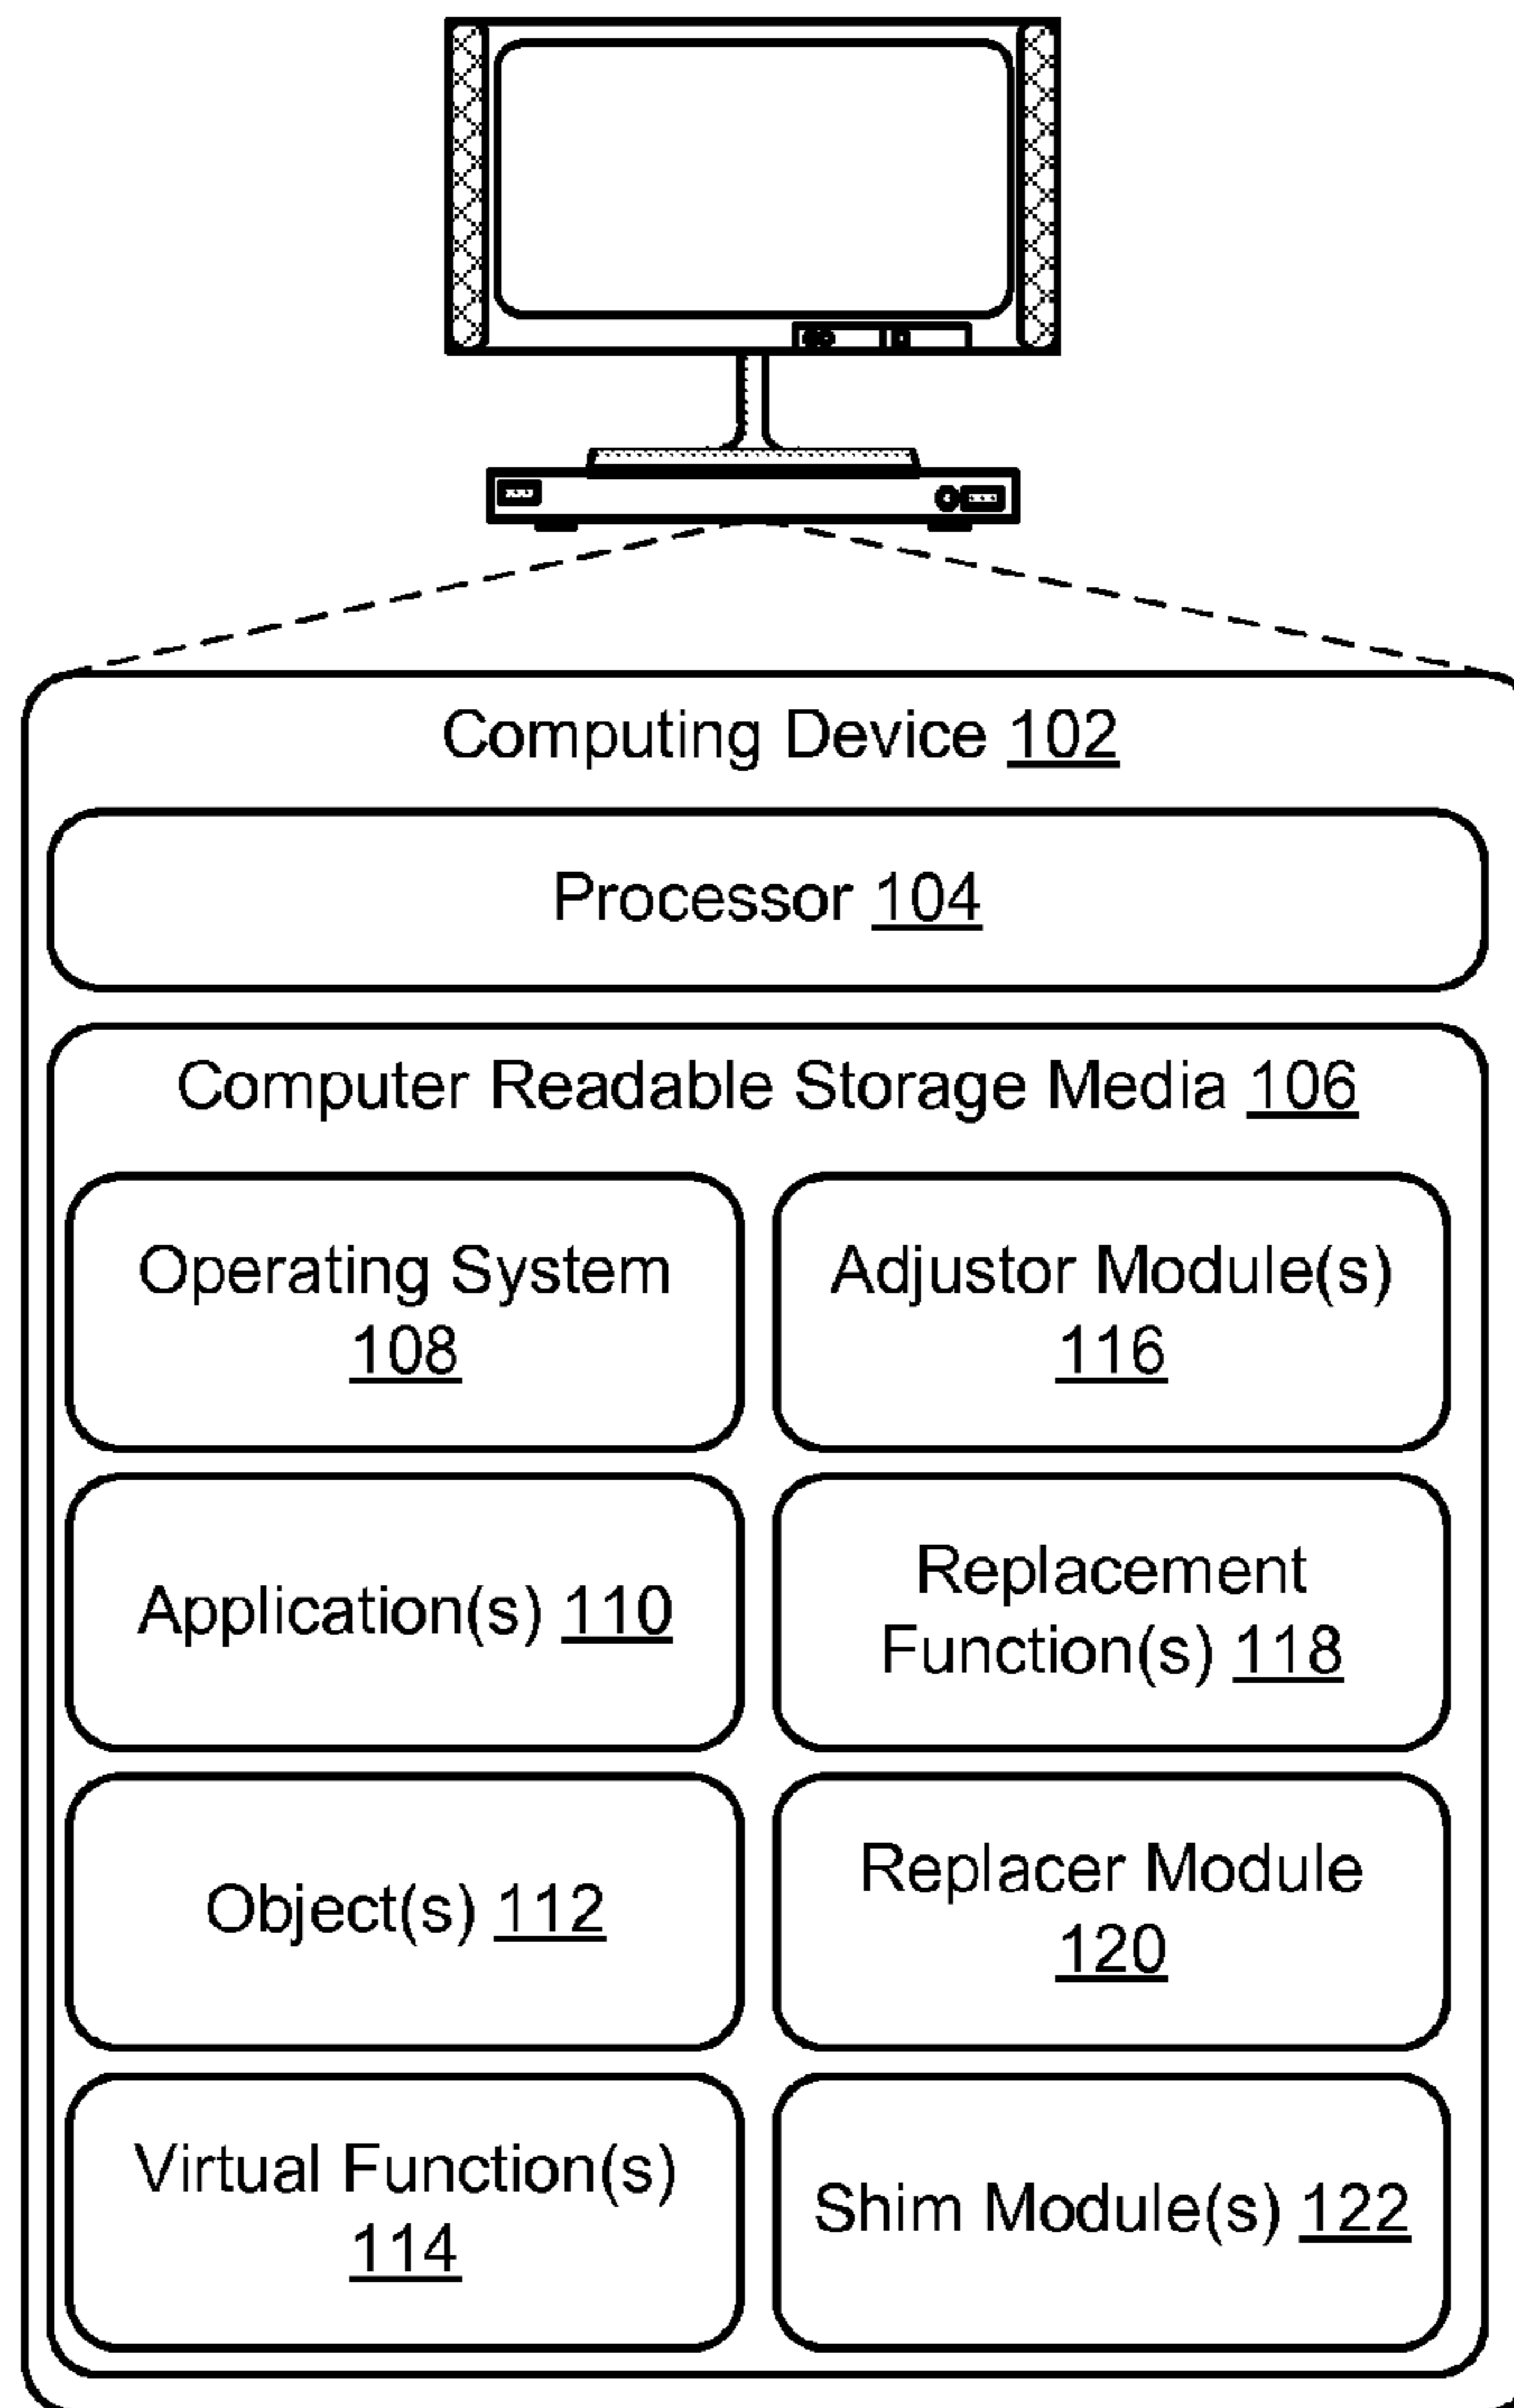 Computing Device 102
Processor 104
Computer Readable Storage Media 106
Operating System
108
Adjustor Module(s)
116
Application(s) 110
Replacement
Function(s) 118
Object(s) 112
Replacer Module
120
Virtual Function(s)
114
Shim Module(s) 122